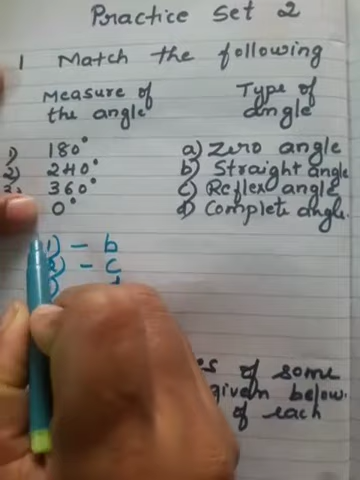 Practice Set 2
1 Match the following
Measure of the angle
Type of angle
1) 180° a) Zero angle
2) 240° b) Straight angle
3) 360° c) Reflex angle
0° d) Complete angle.
1) - b
2) - c
of some
given below.
of each